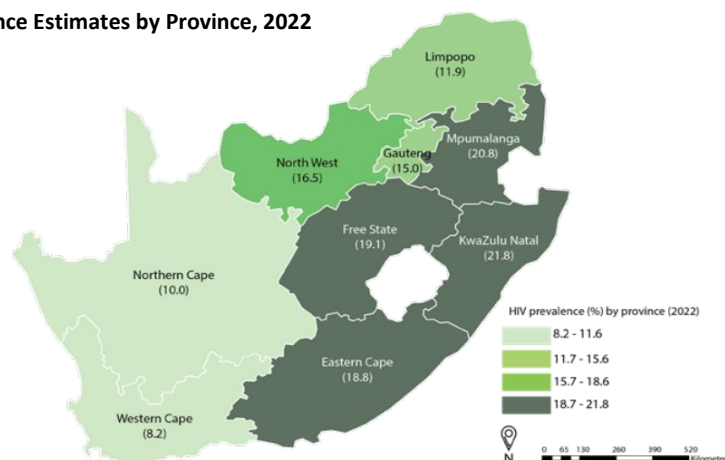 nce Estimates by Province, 2022
Limpopo
(11.9)
Mpumalanga
(20.8)
Gauteng
(15.0)
North West
(16.5)
Free State
(19.1)
KwaZulu Natal
(21.8)
Northern Cape
(10.0)
Eastern Cape
(18.8)
Western Cape
(8.2)
HIV prevalence (%) by province (2022)
8.2 - 11.6
11.7 - 15.6
15.7 - 18.6
18.7 - 21.8
N
0 65 130 260 390 520
Kilometer